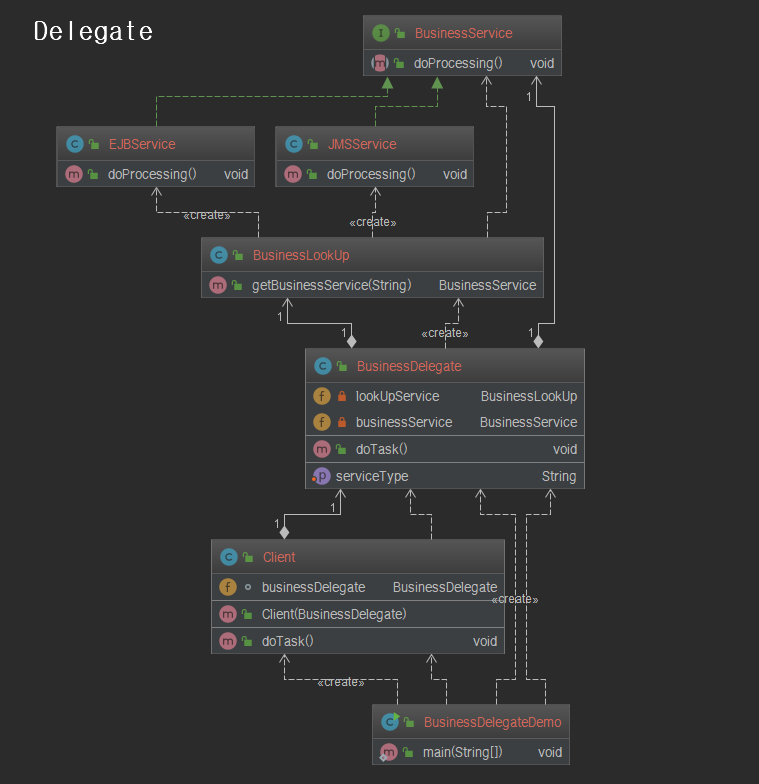 Delegate
I BusinessService
m doProcessing() void
1
C EJBService
m doProcessing() void
C JMSService
m doProcessing() void
«create»
«create»
C BusinessLookUp
m getBusinessService(String) BusinessService
1
1
«create»
1
C BusinessDelegate
f lookUpService BusinessLookUp
f businessService BusinessService
m doTask() void
p serviceType String
1
1
C Client
f businessDelegate BusinessDelegate
«create»
m Client(BusinessDelegate)
m doTask() void
«create»
C BusinessDelegateDemo
m main(String[]) void